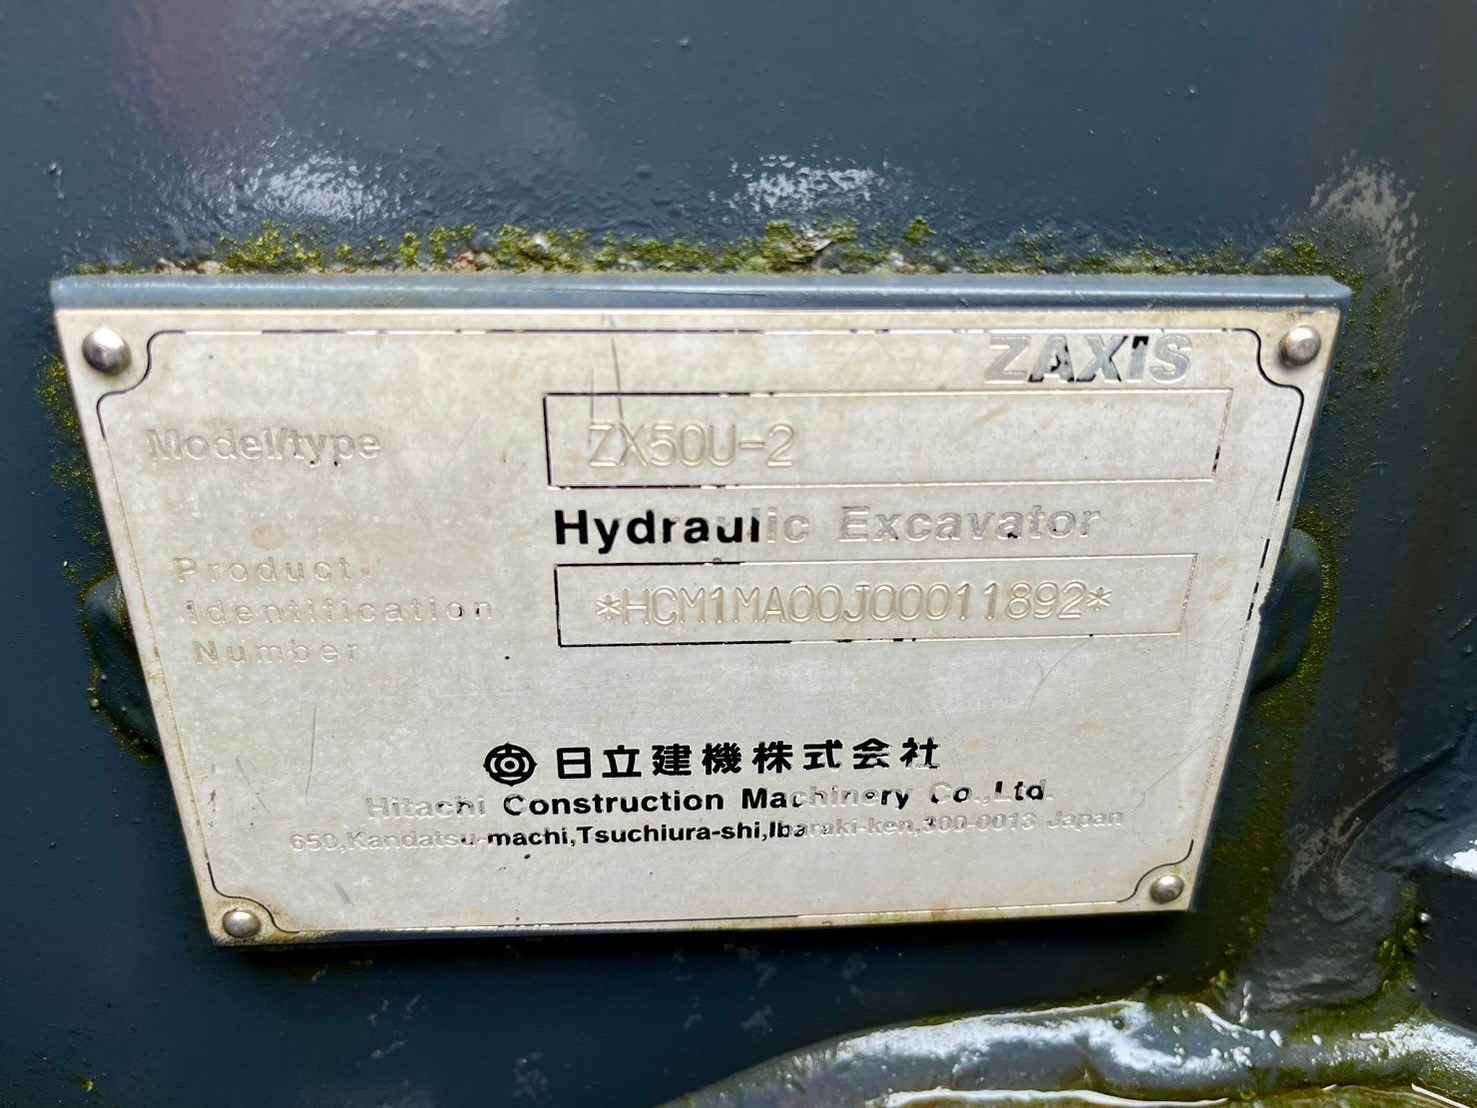 ZAXIS
Model/type
ZX50U-2
Hydraulic Excavator
Product
Identification
Number
*HCM1MA00J00011892*
日立建機株式会社
Hitachi Construction Machinery Co.,Ltd.
650,Kandatsu-machi,Tsuchiura-shi,Ibaraki-ken,300-0013 Japan